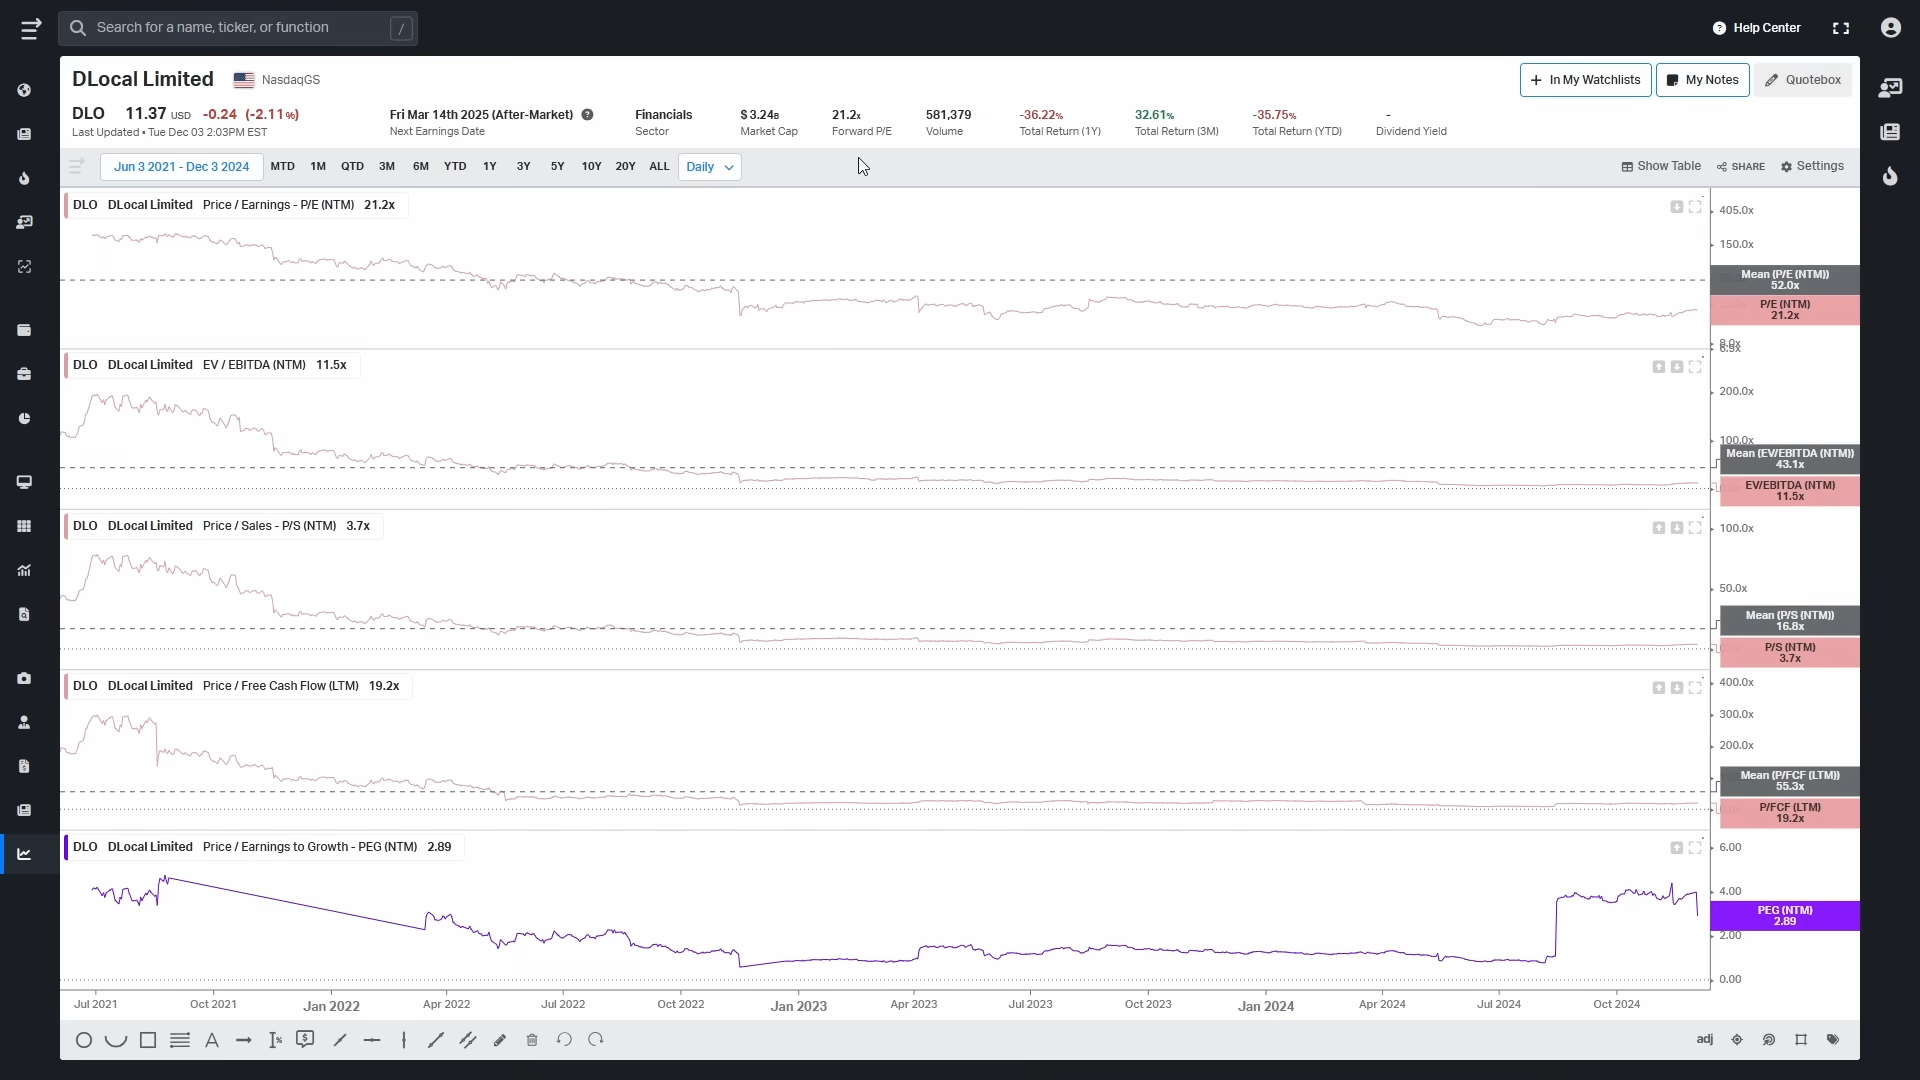 Search for a name, ticker, or function
/
Help Center
DLocal Limited
NasdaqGS
In My Watchlists
My Notes
Quotebox
DLO 11.37 USD -0.24 (-2.11%)
Last Updated • Tue Dec 03 2:03PM EST
Fri Mar 14th 2025 (After-Market)
Next Earnings Date
Financials
Sector
$ 3.24B
Market Cap
21.2x
Forward P/E
581,379
Volume
-36.22%
Total Return (1Y)
32.61%
Total Return (3M)
-35.75%
Total Return (YTD)
-
Dividend Yield
Jun 3 2021 - Dec 3 2024 MTD 1M QTD 3M 6M YTD 1Y 3Y 5Y 10Y 20Y ALL Daily
Show Table SHARE Settings
DLO DLocal Limited Price / Earnings - P/E (NTM) 21.2x
405.0x
150.0x
Mean (P/E (NTM))
52.0x
P/E (NTM)
21.2x
8.0x
6.9x
DLO DLocal Limited EV / EBITDA (NTM) 11.5x
200.0x
100.0x
Mean (EV/EBITDA (NTM))
43.1x
EV/EBITDA (NTM)
11.5x
DLO DLocal Limited Price / Sales - P/S (NTM) 3.7x
100.0x
50.0x
Mean (P/S (NTM))
16.8x
P/S (NTM)
3.7x
DLO DLocal Limited Price / Free Cash Flow (LTM) 19.2x
400.0x
300.0x
200.0x
Mean (P/FCF (LTM))
55.3x
P/FCF (LTM)
19.2x
DLO DLocal Limited Price / Earnings to Growth - PEG (NTM) 2.89
6.00
4.00
PEG (NTM)
2.89
2.00
0.00
Jul 2021 Oct 2021 Jan 2022 Apr 2022 Jul 2022 Oct 2022 Jan 2023 Apr 2023 Jul 2023 Oct 2023 Jan 2024 Apr 2024 Jul 2024 Oct 2024
adj